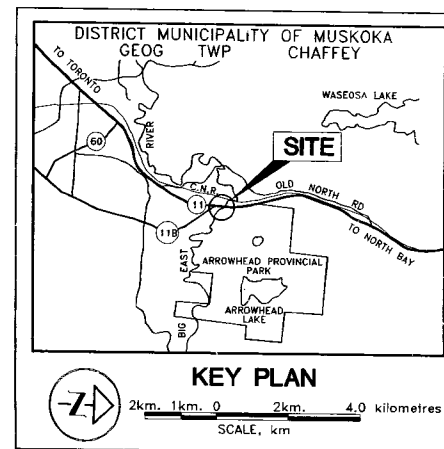 DISTRICT MUNICIPALITY OF MUSKOKA
GEOG TWP CHAFFEY
TO TORONTO
WASEOSA LAKE
RIVER
60
SITE
C.N.R.
OLD NORTH RD
11
11B
TO NORTH BAY
EAST
ARROWHEAD PROVINCIAL
PARK
ARROWHEAD
LAKE
BIG
KEY PLAN
Z
2km. 1km. 0 2km. 4.0 kilometres
SCALE, km